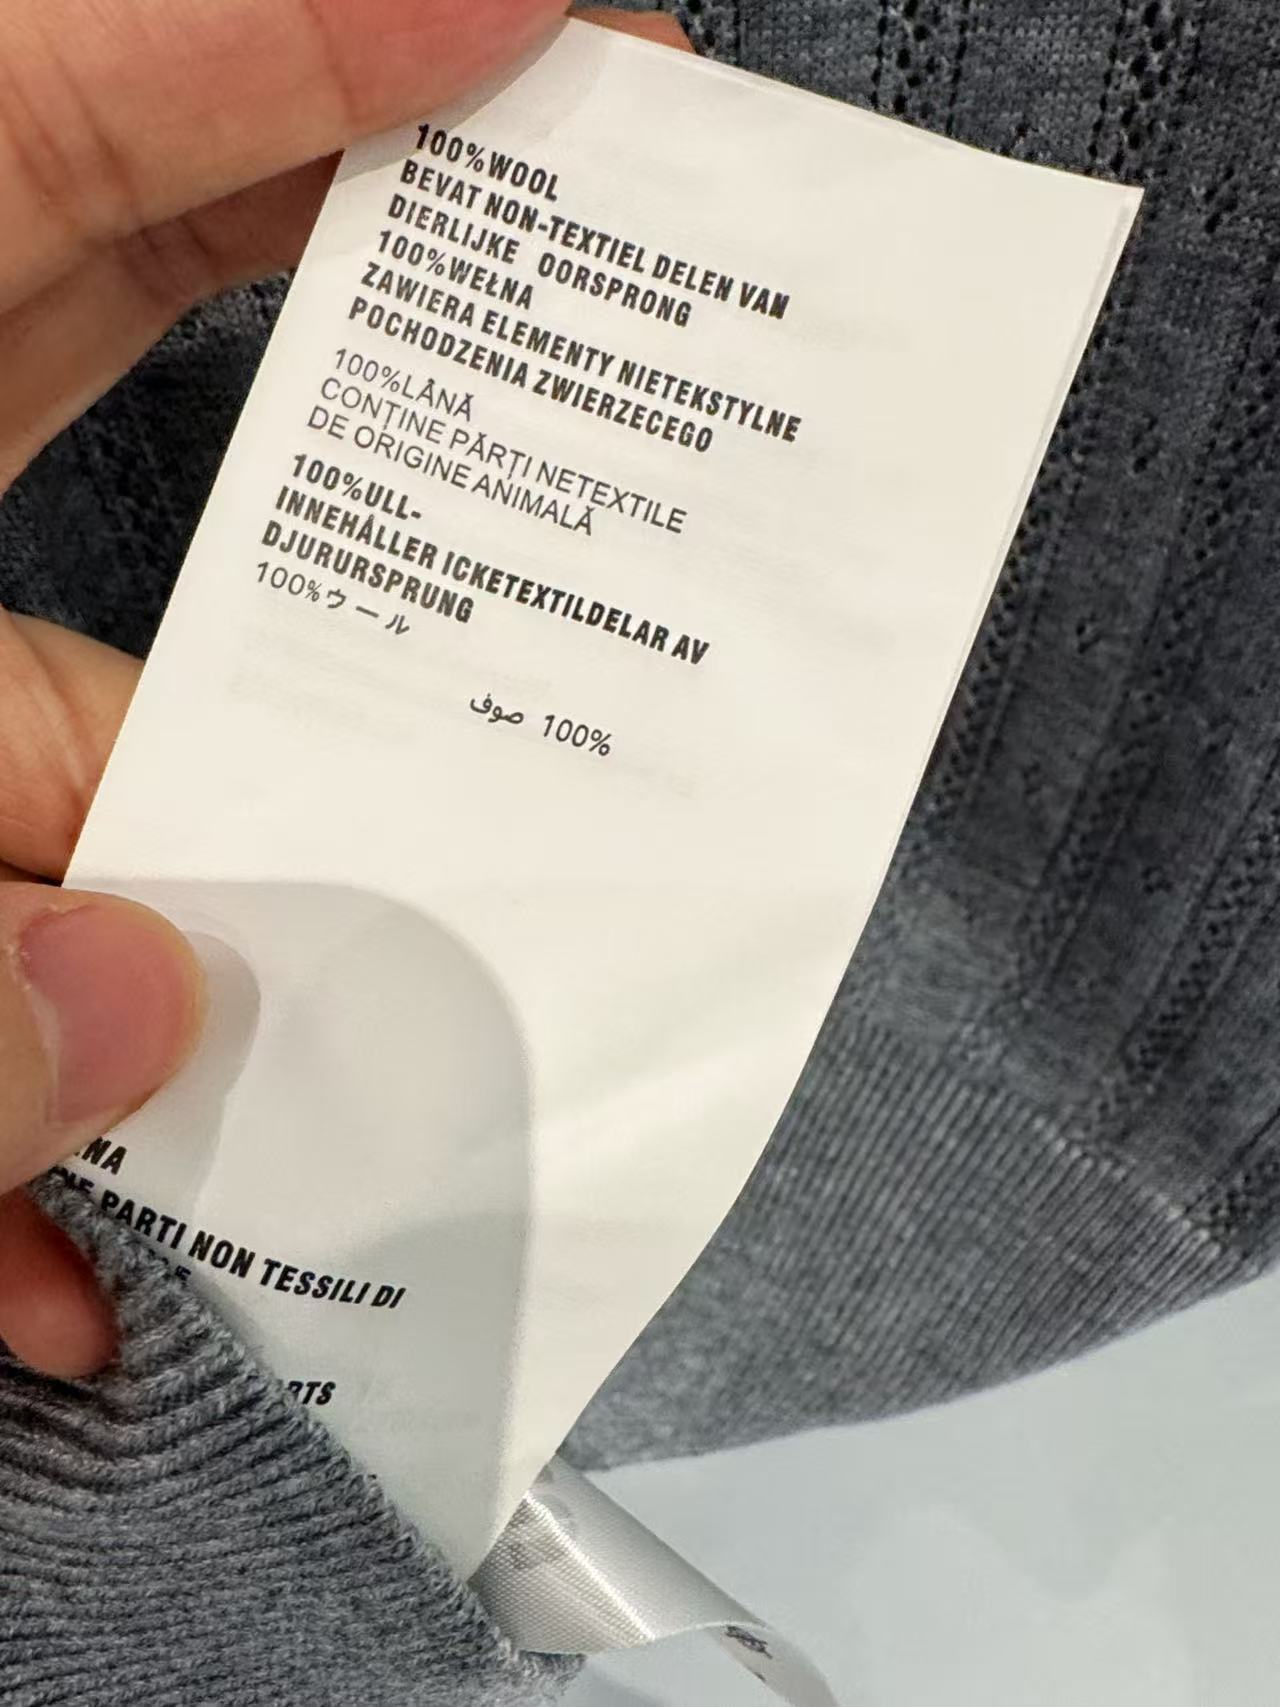 100%WOOL
BEVAT NON-TEXTIEL DELEN VAN
DIERLIJKE OORSPRONG
100%WEŁNA
ZAWIERA ELEMENTY NIETEKSTYLNE
POCHODZENIA ZWIERZECEGO
100%LÂNĂ
CONȚINE PĂRȚI NETEXTILE
DE ORIGINE ANIMALĂ
100%ULL-
INNEHÅLLER ICKETEXTILDELAR AV
DJURURSPRUNG
100%ウール
100% صوف
PARTI NON TESSILI DI